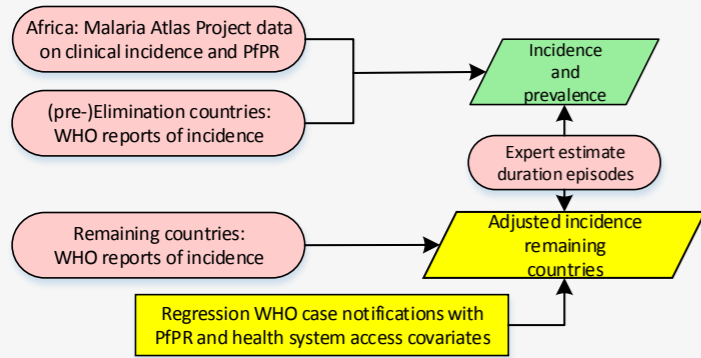 Africa: Malaria Atlas Project data
on clinical incidence and PfPR
Incidence
and
prevalence
(pre-)Elimination countries:
WHO reports of incidence
Expert estimate
duration episodes
Remaining countries:
WHO reports of incidence
Adjusted incidence
remaining
countries
Regression WHO case notifications with
PfPR and health system access covariates